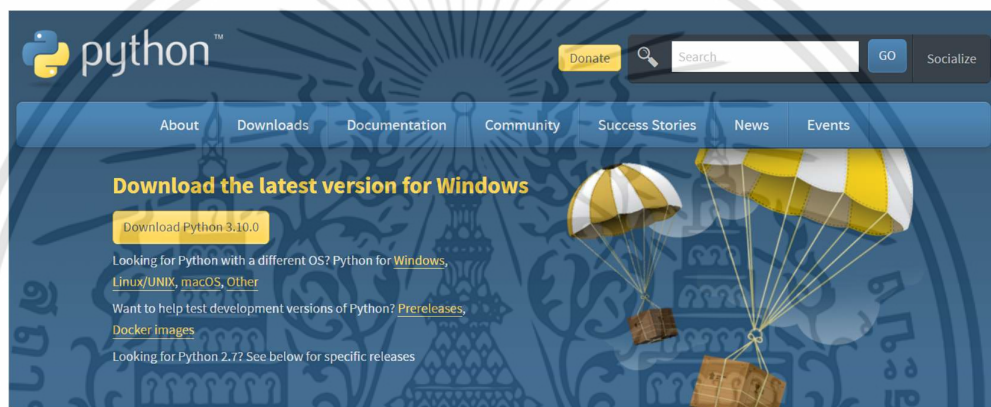 python™
Donate Search GO Socialize
About Downloads Documentation Community Success Stories News Events
Download the latest version for Windows
Download Python 3.10.0
Looking for Python with a different OS? Python for Windows,
Linux/UNIX, macOS, Other
Want to help test development versions of Python? Prereleases,
Docker images
Looking for Python 2.7? See below for specific releases